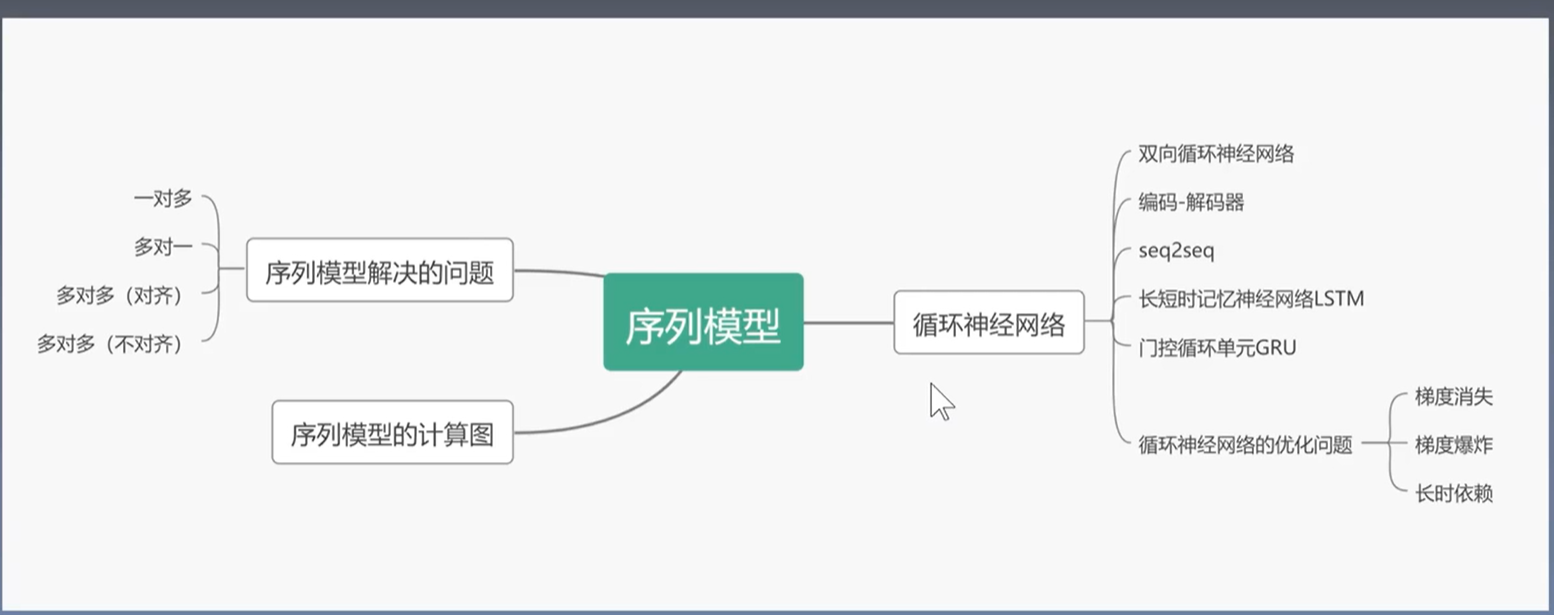 序列模型
序列模型解决的问题
一对多
多对一
多对多（对齐）
多对多（不对齐）
序列模型的计算图
循环神经网络
双向循环神经网络
编码-解码器
seq2seq
长短时记忆神经网络LSTM
门控循环单元GRU
循环神经网络的优化问题
梯度消失
梯度爆炸
长时依赖